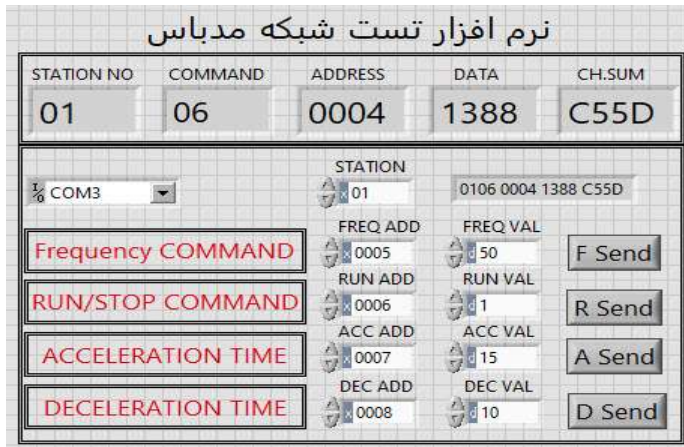 نرم افزار تست شبکه مدباس
STATION NO COMMAND ADDRESS DATA CH.SUM
01 06 0004 1388 C55D
STATION
I/O COM3 x 01 0106 0004 1388 C55D
FREQ ADD FREQ VAL
Frequency COMMAND x 0005 d 50 F Send
RUN ADD RUN VAL
RUN/STOP COMMAND x 0006 d 1 R Send
ACC ADD ACC VAL
ACCELERATION TIME x 0007 d 15 A Send
DEC ADD DEC VAL
DECELERATION TIME x 0008 d 10 D Send